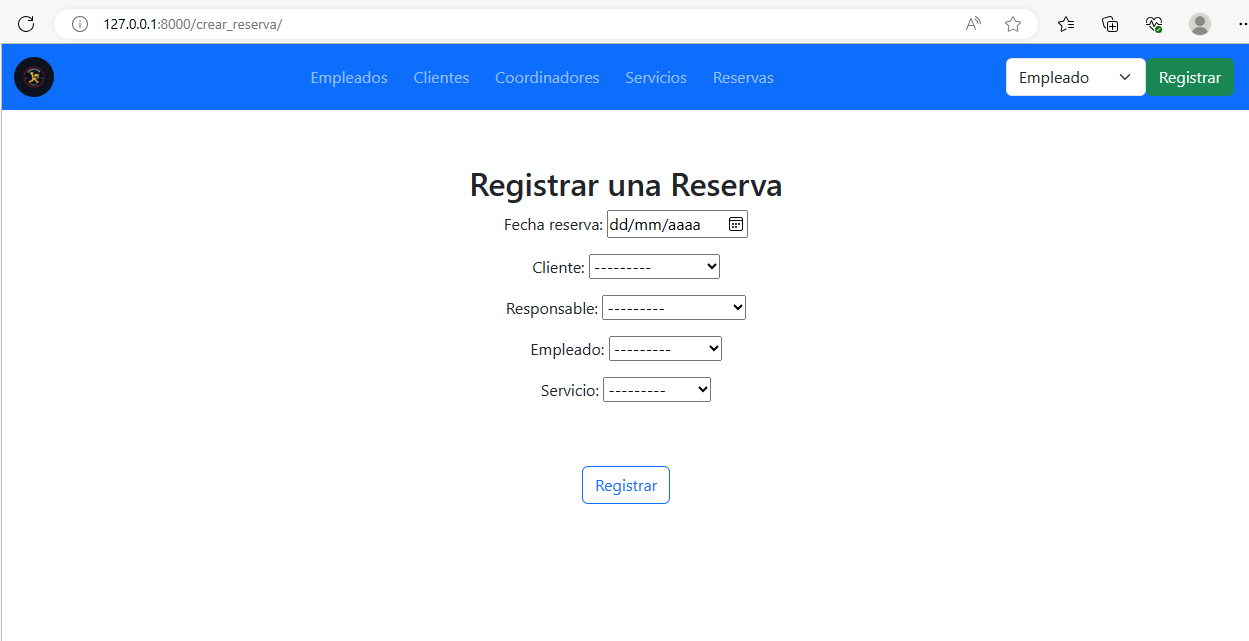 127.0.0.1:8000/crear_reserva/
Empleados Clientes Coordinadores Servicios Reservas Empleado Registrar
Registrar una Reserva
Fecha reserva: dd/mm/aaaa
Cliente: ---------
Responsable: ---------
Empleado: ---------
Servicio: ---------
Registrar